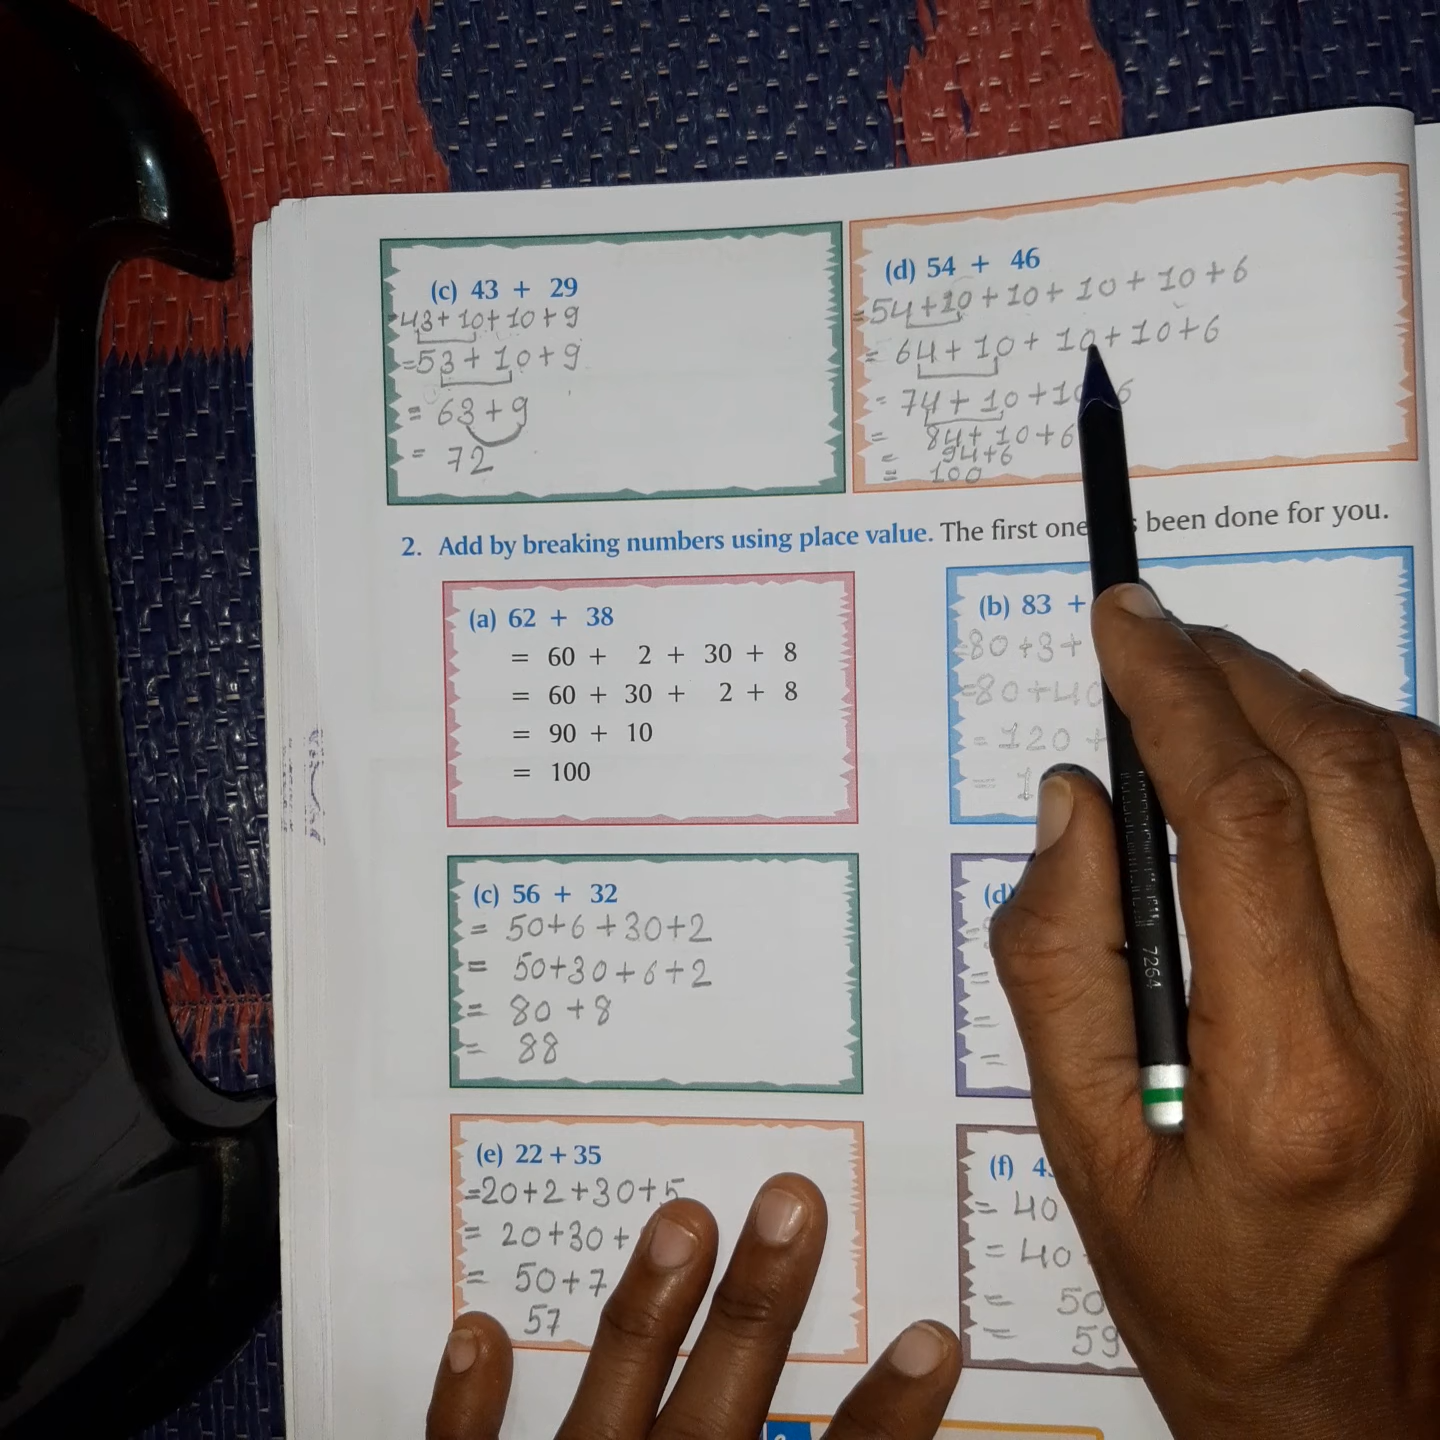 (c) 43 + 29
43+10+10+9
=53+10+9
= 63+9
= 72
(d) 54 + 46
=54+10+10+10+10+6
= 64+10+10+10+6
= 74+10+10 6
= 84+10+6
= 94+6
= 100
2. Add by breaking numbers using place value. The first one been done for you.
(a) 62 + 38
= 60 + 2 + 30 + 8
= 60 + 30 + 2 + 8
= 90 + 10
= 100
(b) 83 +
=80+3+
=80+40
= 120 +
= 1
(c) 56 + 32
= 50+6+30+2
= 50+30+6+2
= 80+8
= 88
(d)
=
=
=
(e) 22 + 35
=20+2+30+5
= 20+30+
= 50+7
57
(f) 4
= 40
= 40
= 50
= 59
7264